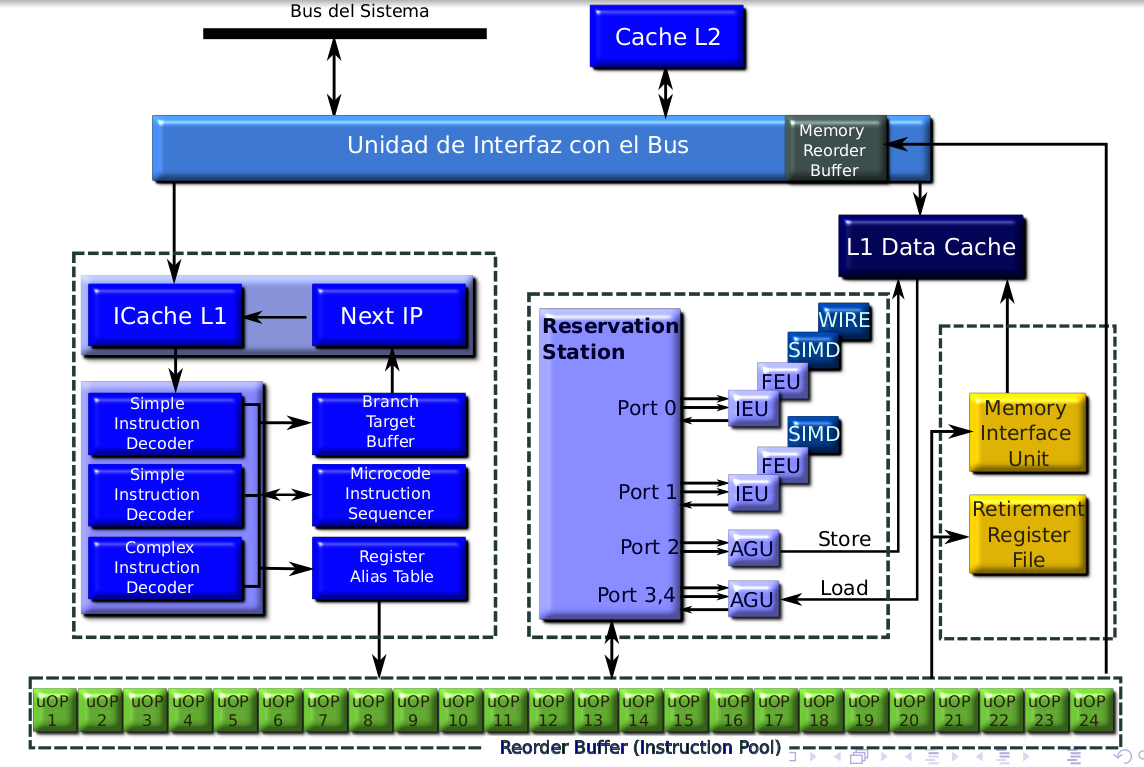 Bus del Sistema
Cache L2
Unidad de Interfaz con el Bus
Memory
Reorder
Buffer
L1 Data Cache
ICache L1
Next IP
Simple
Instruction
Decoder
Branch
Target
Buffer
Simple
Instruction
Decoder
Microcode
Instruction
Sequencer
Complex
Instruction
Decoder
Register
Alias Table
Reservation
Station
WIRE
SIMD
FEU
Port 0
IEU
SIMD
FEU
Port 1
IEU
Port 2
AGU
Store
Port 3,4
AGU
Load
Memory
Interface
Unit
Retirement
Register
File
uOP
1
uOP
2
uOP
3
uOP
4
uOP
5
uOP
6
uOP
7
uOP
8
uOP
9
uOP
10
uOP
11
uOP
12
uOP
13
uOP
14
uOP
15
uOP
16
uOP
17
uOP
18
uOP
19
uOP
20
uOP
21
uOP
22
uOP
23
uOP
24
Reorder Buffer (Instruction Pool)